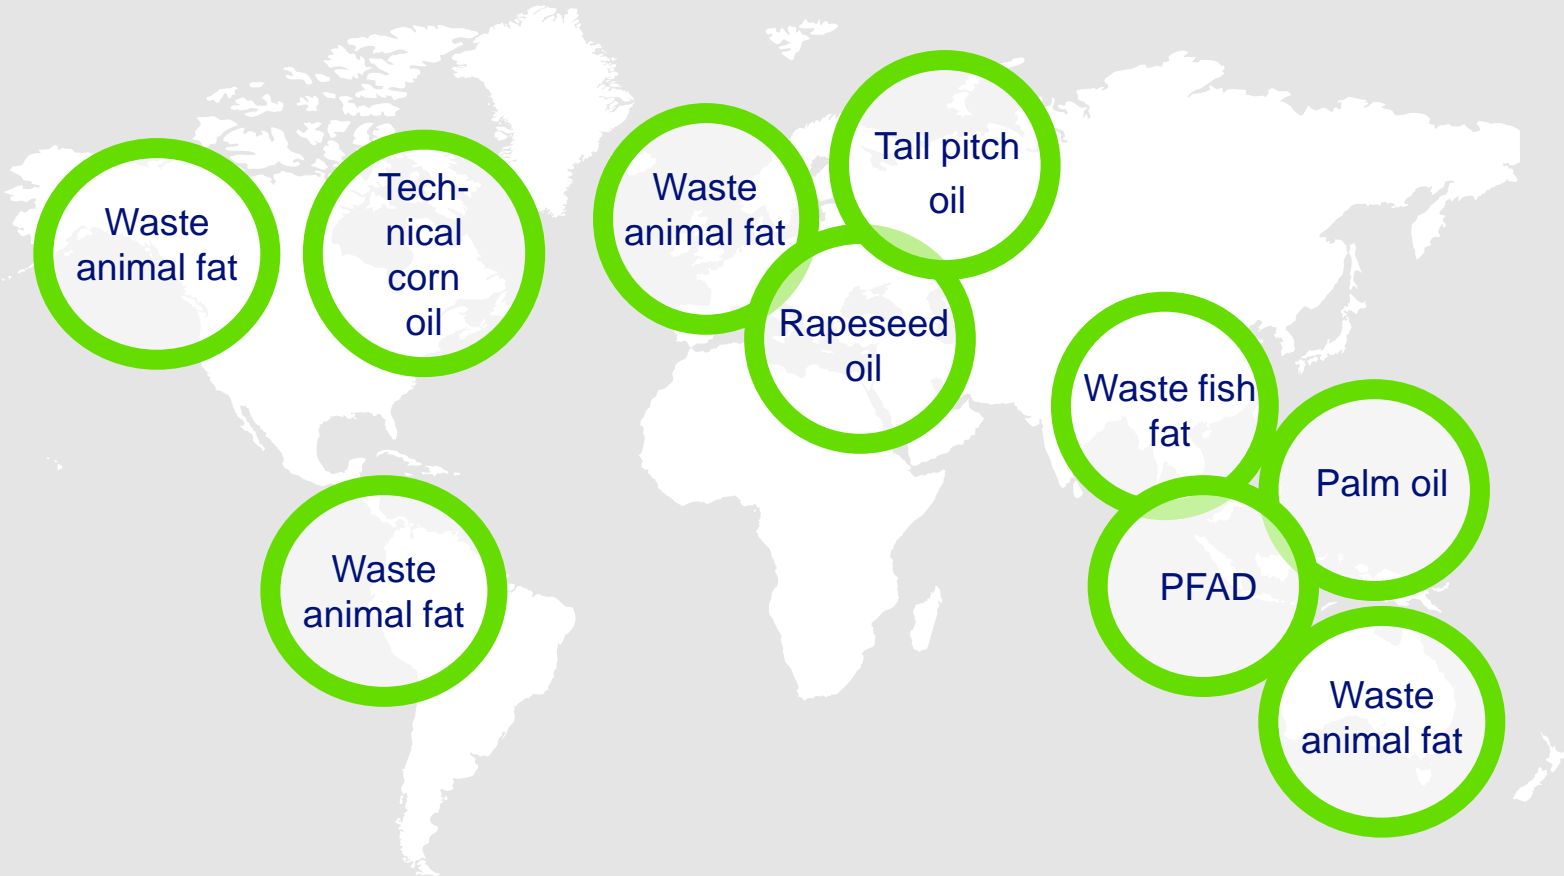 Waste
animal fat
Tech-
nical
corn
oil
Waste
animal fat
Tall pitch
oil
Rapeseed
oil
Waste fish
fat
Palm oil
PFAD
Waste
animal fat
Waste
animal fat